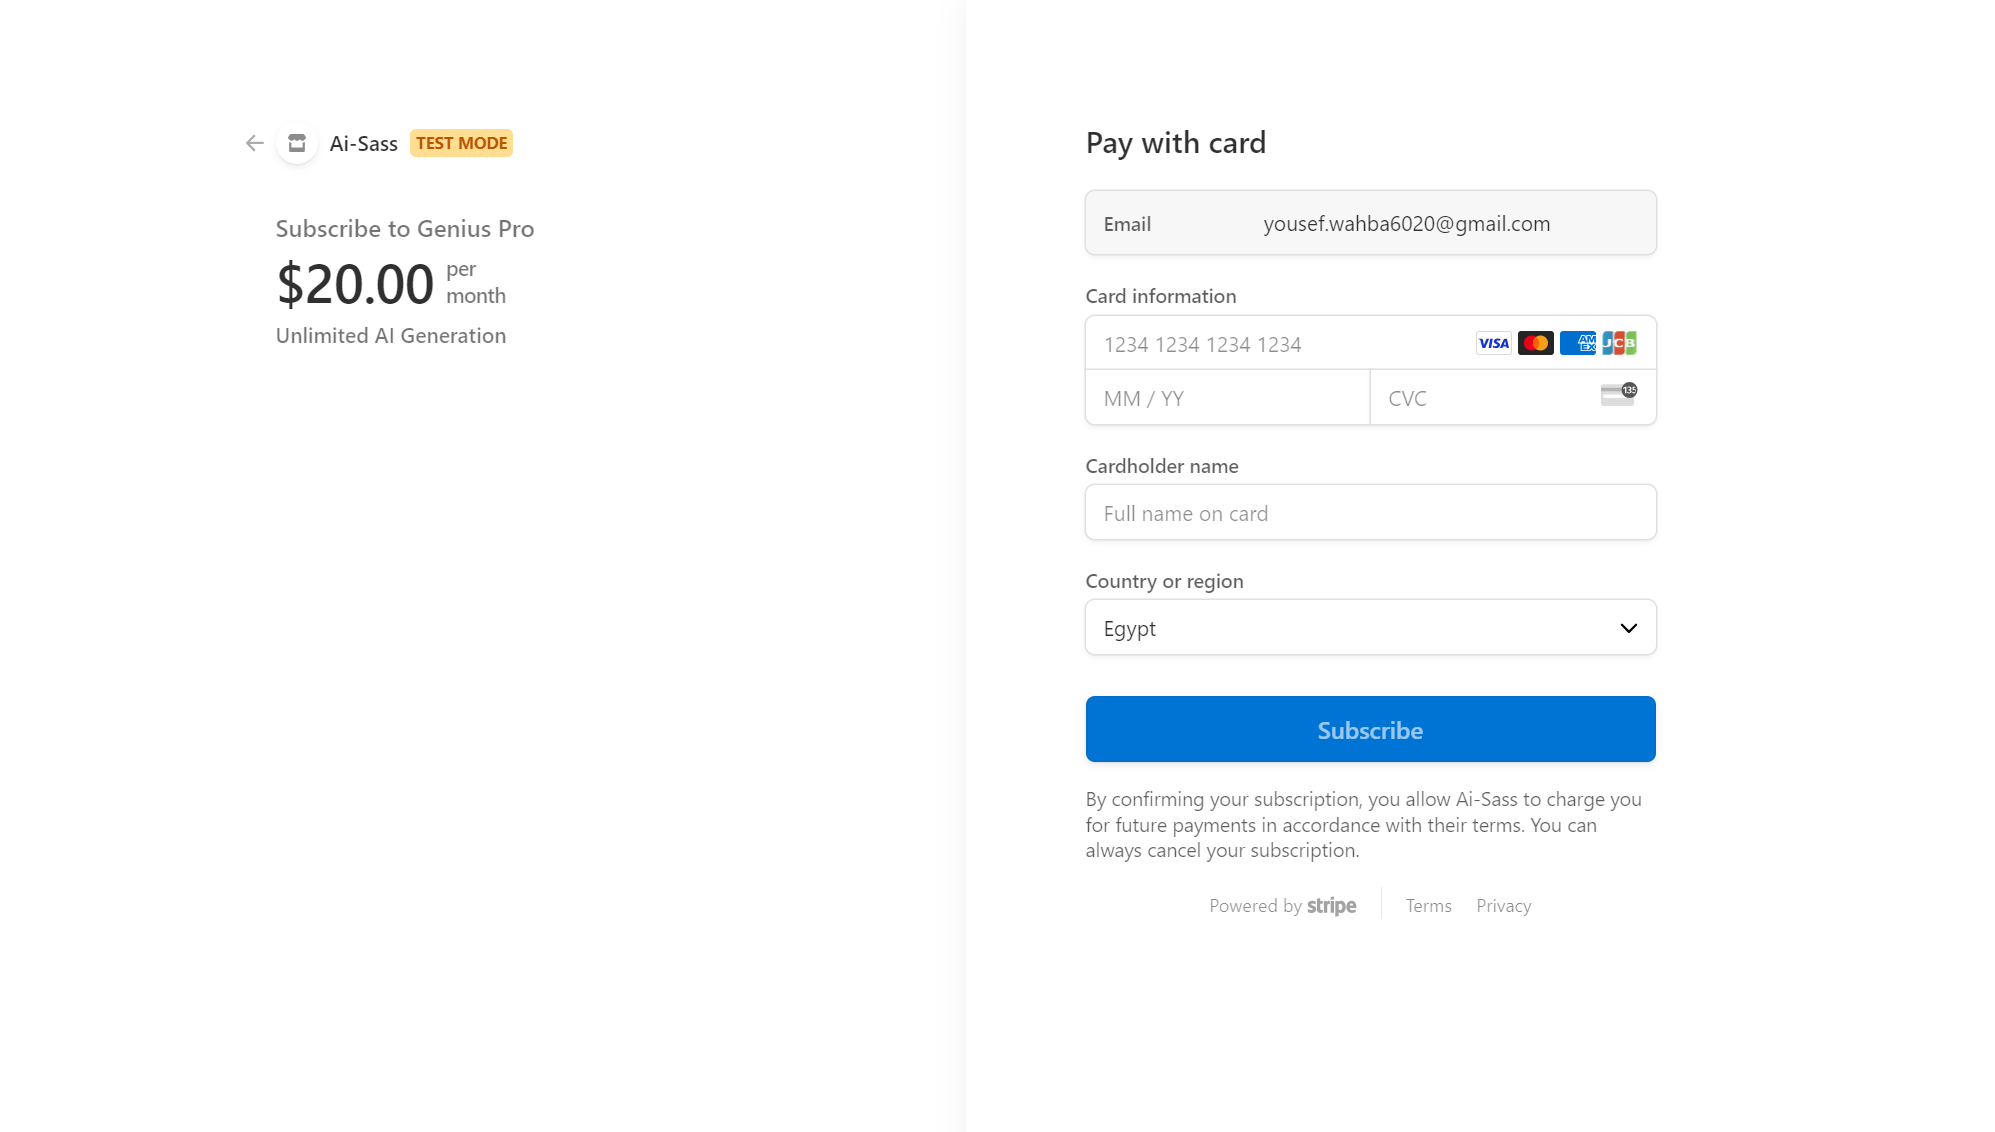 Ai-Sass TEST MODE
Subscribe to Genius Pro
$20.00 per
month
Unlimited AI Generation
Pay with card
Email yousef.wahba6020@gmail.com
Card information
1234 1234 1234 1234 VISA AMEX JCB
MM / YY CVC 135
Cardholder name
Full name on card
Country or region
Egypt
Subscribe
By confirming your subscription, you allow Ai-Sass to charge you
for future payments in accordance with their terms. You can
always cancel your subscription.
Powered by stripe Terms Privacy